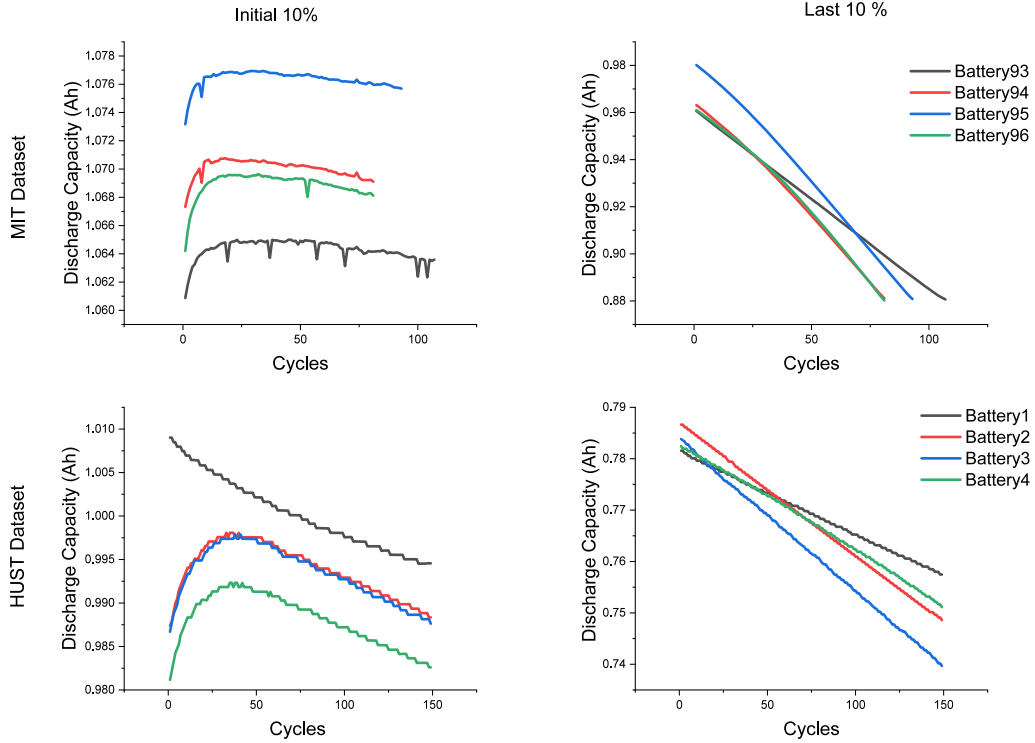 Initial 10%
Last 10 %
MIT Dataset
Discharge Capacity (Ah)
1.078
1.076
1.074
1.072
1.070
1.068
1.066
1.064
1.062
1.060
0
50
100
Cycles
Discharge Capacity (Ah)
0.98
0.96
0.94
0.92
0.90
0.88
0
50
100
Cycles
Battery93
Battery94
Battery95
Battery96
HUST Dataset
Discharge Capacity (Ah)
1.010
1.005
1.000
0.995
0.990
0.985
0.980
0
50
100
150
Cycles
Discharge Capacity (Ah)
0.79
0.78
0.77
0.76
0.75
0.74
0
50
100
150
Cycles
Battery1
Battery2
Battery3
Battery4